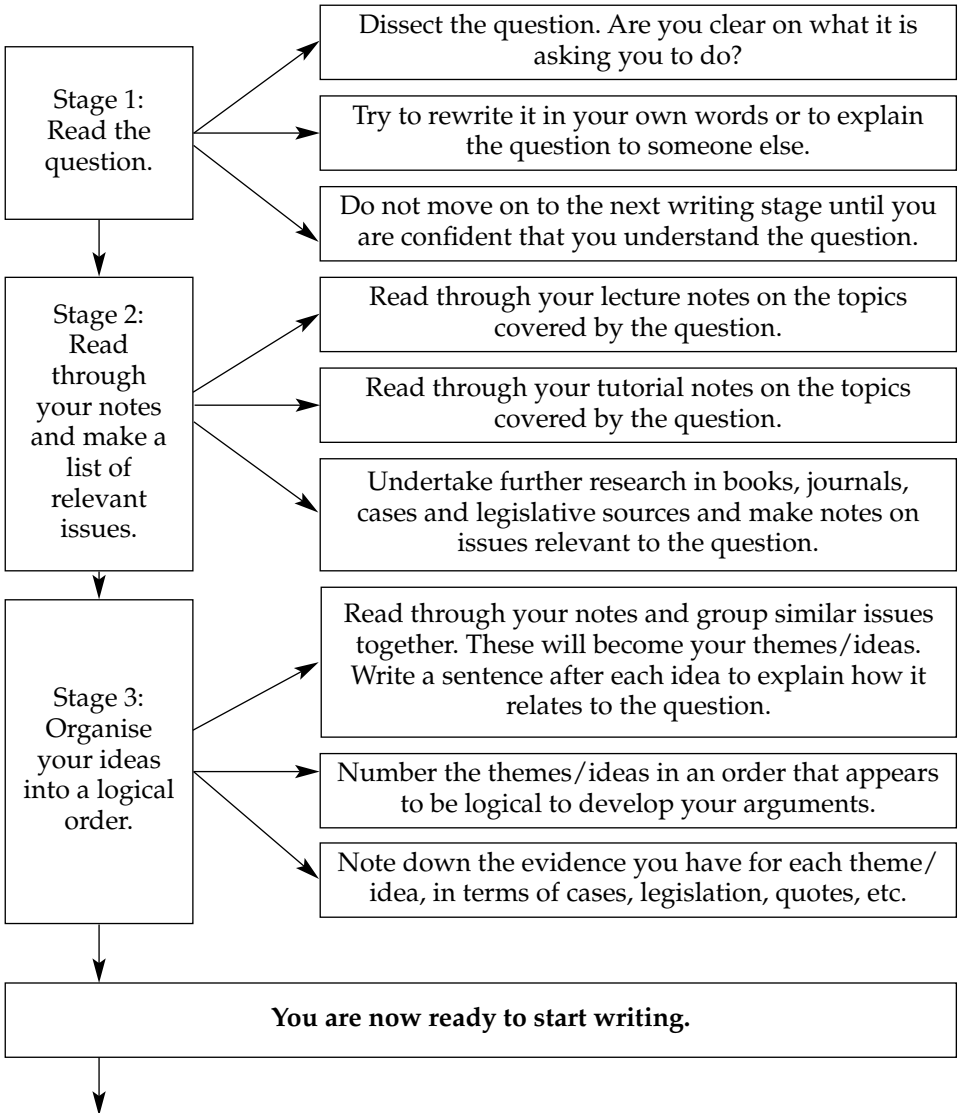 Stage 1:
Read the
question.
Dissect the question. Are you clear on what it is
asking you to do?
Try to rewrite it in your own words or to explain
the question to someone else.
Do not move on to the next writing stage until you
are confident that you understand the question.
Stage 2:
Read
through
your notes
and make a
list of
relevant
issues.
Read through your lecture notes on the topics
covered by the question.
Read through your tutorial notes on the topics
covered by the question.
Undertake further research in books, journals,
cases and legislative sources and make notes on
issues relevant to the question.
Stage 3:
Organise
your ideas
into a logical
order.
Read through your notes and group similar issues
together. These will become your themes/ideas.
Write a sentence after each idea to explain how it
relates to the question.
Number the themes/ideas in an order that appears
to be logical to develop your arguments.
Note down the evidence you have for each theme/
idea, in terms of cases, legislation, quotes, etc.
You are now ready to start writing.